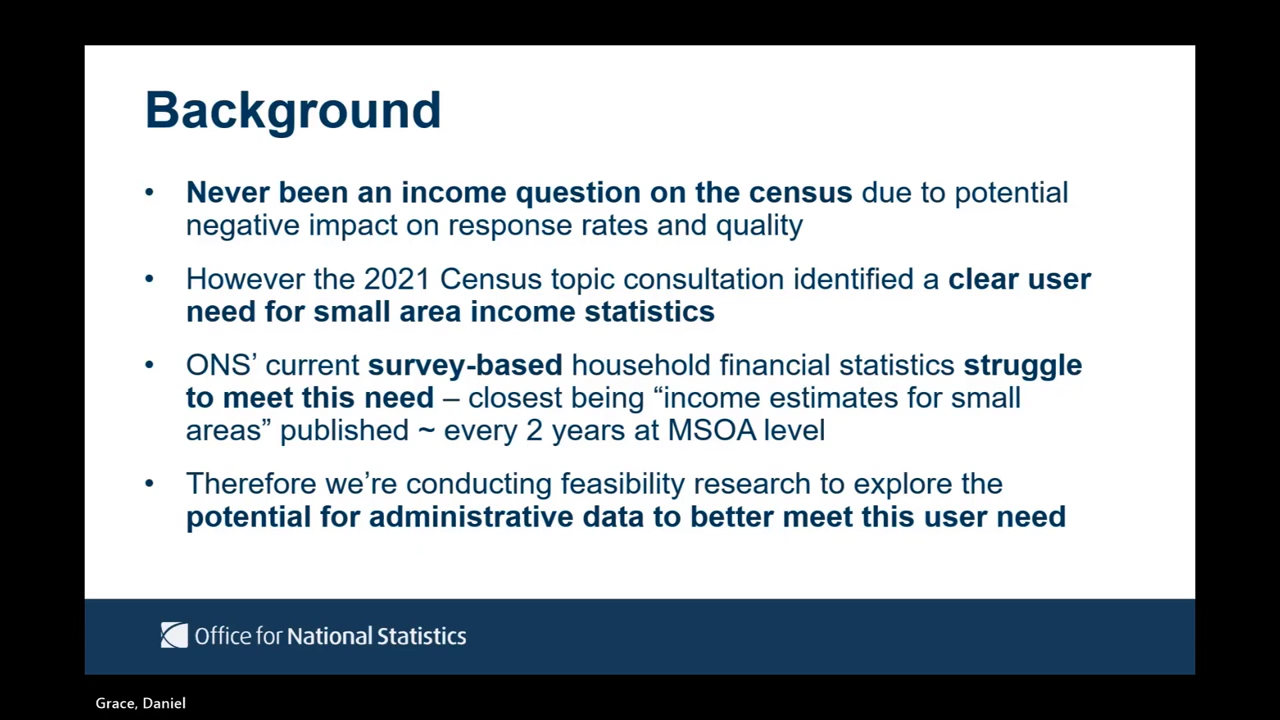 Background
• Never been an income question on the census due to potential
negative impact on response rates and quality
• However the 2021 Census topic consultation identified a clear user
need for small area income statistics
• ONS’ current survey-based household financial statistics struggle
to meet this need – closest being “income estimates for small
areas” published ~ every 2 years at MSOA level
• Therefore we’re conducting feasibility research to explore the
potential for administrative data to better meet this user need
Office for National Statistics
Grace, Daniel